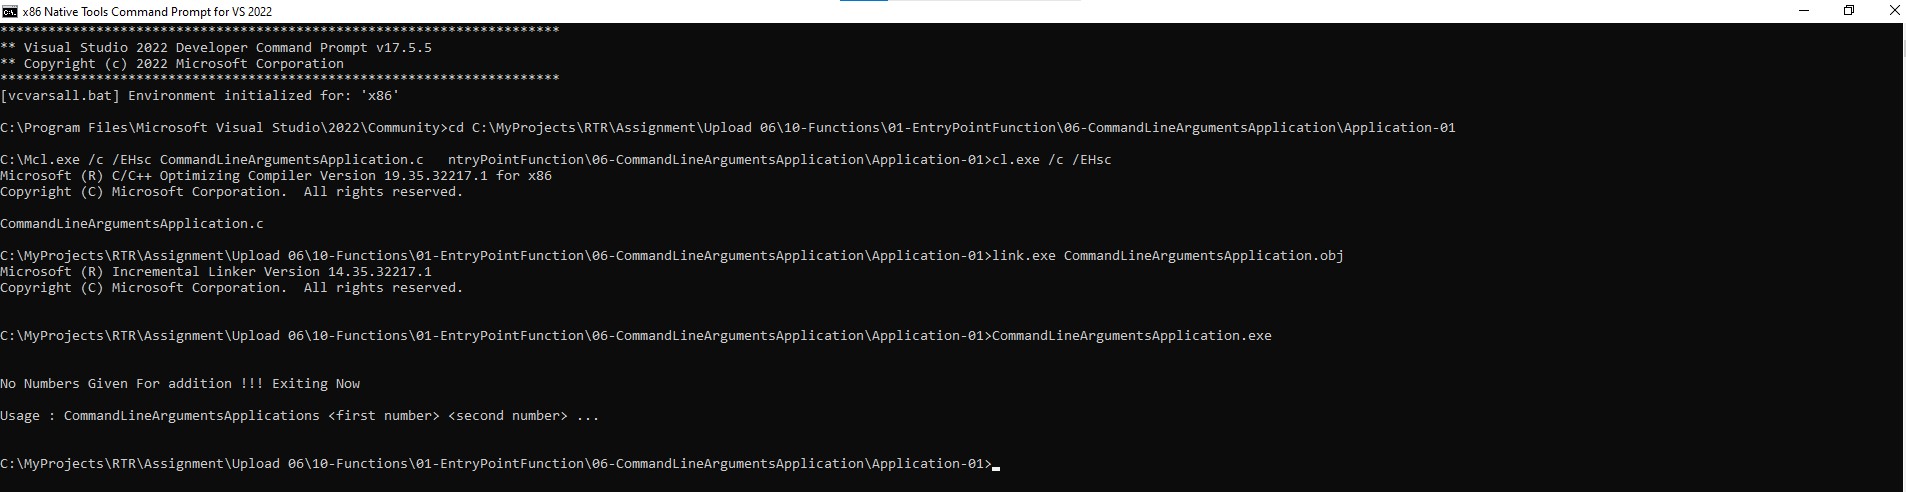 x86 Native Tools Command Prompt for VS 2022
**********************************************************************
** Visual Studio 2022 Developer Command Prompt v17.5.5
** Copyright (c) 2022 Microsoft Corporation
**********************************************************************
[vcvarsall.bat] Environment initialized for: 'x86'
C:\Program Files\Microsoft Visual Studio\2022\Community>cd C:\MyProjects\RTR\Assignment\Upload 06\10-Functions\01-EntryPointFunction\06-CommandLineArgumentsApplication\Application-01
C:\Mcl.exe /c /EHsc CommandLineArgumentsApplication.c   ntryPointFunction\06-CommandLineArgumentsApplication\Application-01>cl.exe /c /EHsc
Microsoft (R) C/C++ Optimizing Compiler Version 19.35.32217.1 for x86
Copyright (C) Microsoft Corporation.  All rights reserved.
CommandLineArgumentsApplication.c
C:\MyProjects\RTR\Assignment\Upload 06\10-Functions\01-EntryPointFunction\06-CommandLineArgumentsApplication\Application-01>link.exe CommandLineArgumentsApplication.obj
Microsoft (R) Incremental Linker Version 14.35.32217.1
Copyright (C) Microsoft Corporation.  All rights reserved.
C:\MyProjects\RTR\Assignment\Upload 06\10-Functions\01-EntryPointFunction\06-CommandLineArgumentsApplication\Application-01>CommandLineArgumentsApplication.exe
No Numbers Given For addition !!! Exiting Now
Usage : CommandLineArgumentsApplications <first number> <second number> ...
C:\MyProjects\RTR\Assignment\Upload 06\10-Functions\01-EntryPointFunction\06-CommandLineArgumentsApplication\Application-01>